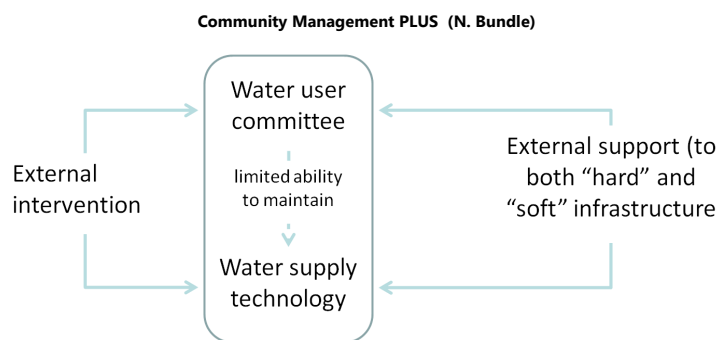 Community Management PLUS (N. Bundle)
Water user
committee
limited ability
to maintain
Water supply
technology
External
intervention
External support (to
both “hard” and
“soft” infrastructure